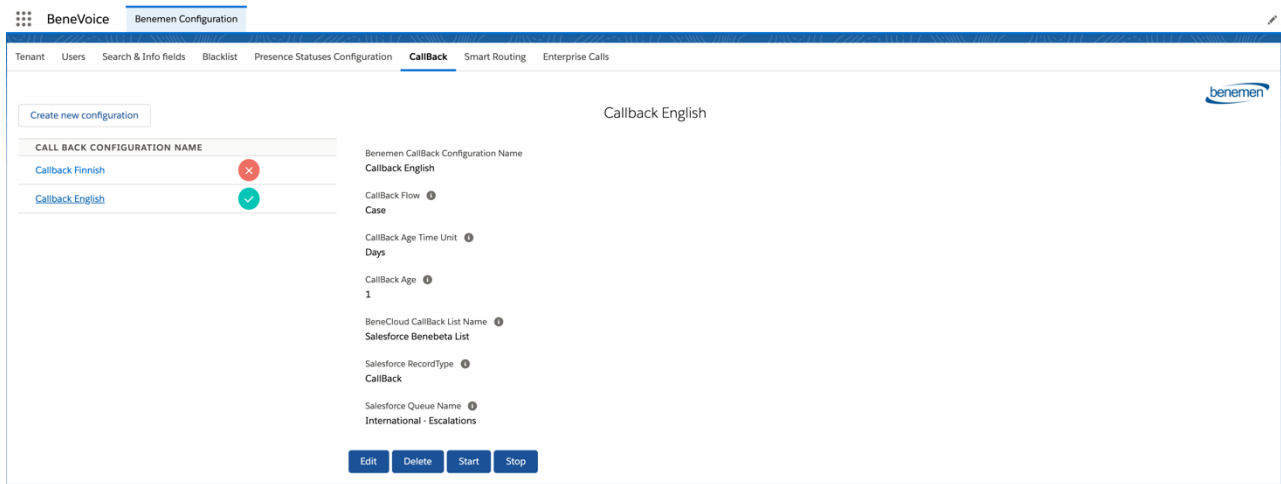 BeneVoice Benemen Configuration
Tenant Users Search & Info fields Blacklist Presence Statuses Configuration CallBack Smart Routing Enterprise Calls
benemen
Create new configuration
Callback English
CALL BACK CONFIGURATION NAME
Callback Finnish
Callback English
Benemen CallBack Configuration Name
Callback English
CallBack Flow
Case
CallBack Age Time Unit
Days
CallBack Age
1
BeneCloud CallBack List Name
Salesforce Benebeta List
Salesforce RecordType
CallBack
Salesforce Queue Name
International - Escalations
Edit Delete Start Stop